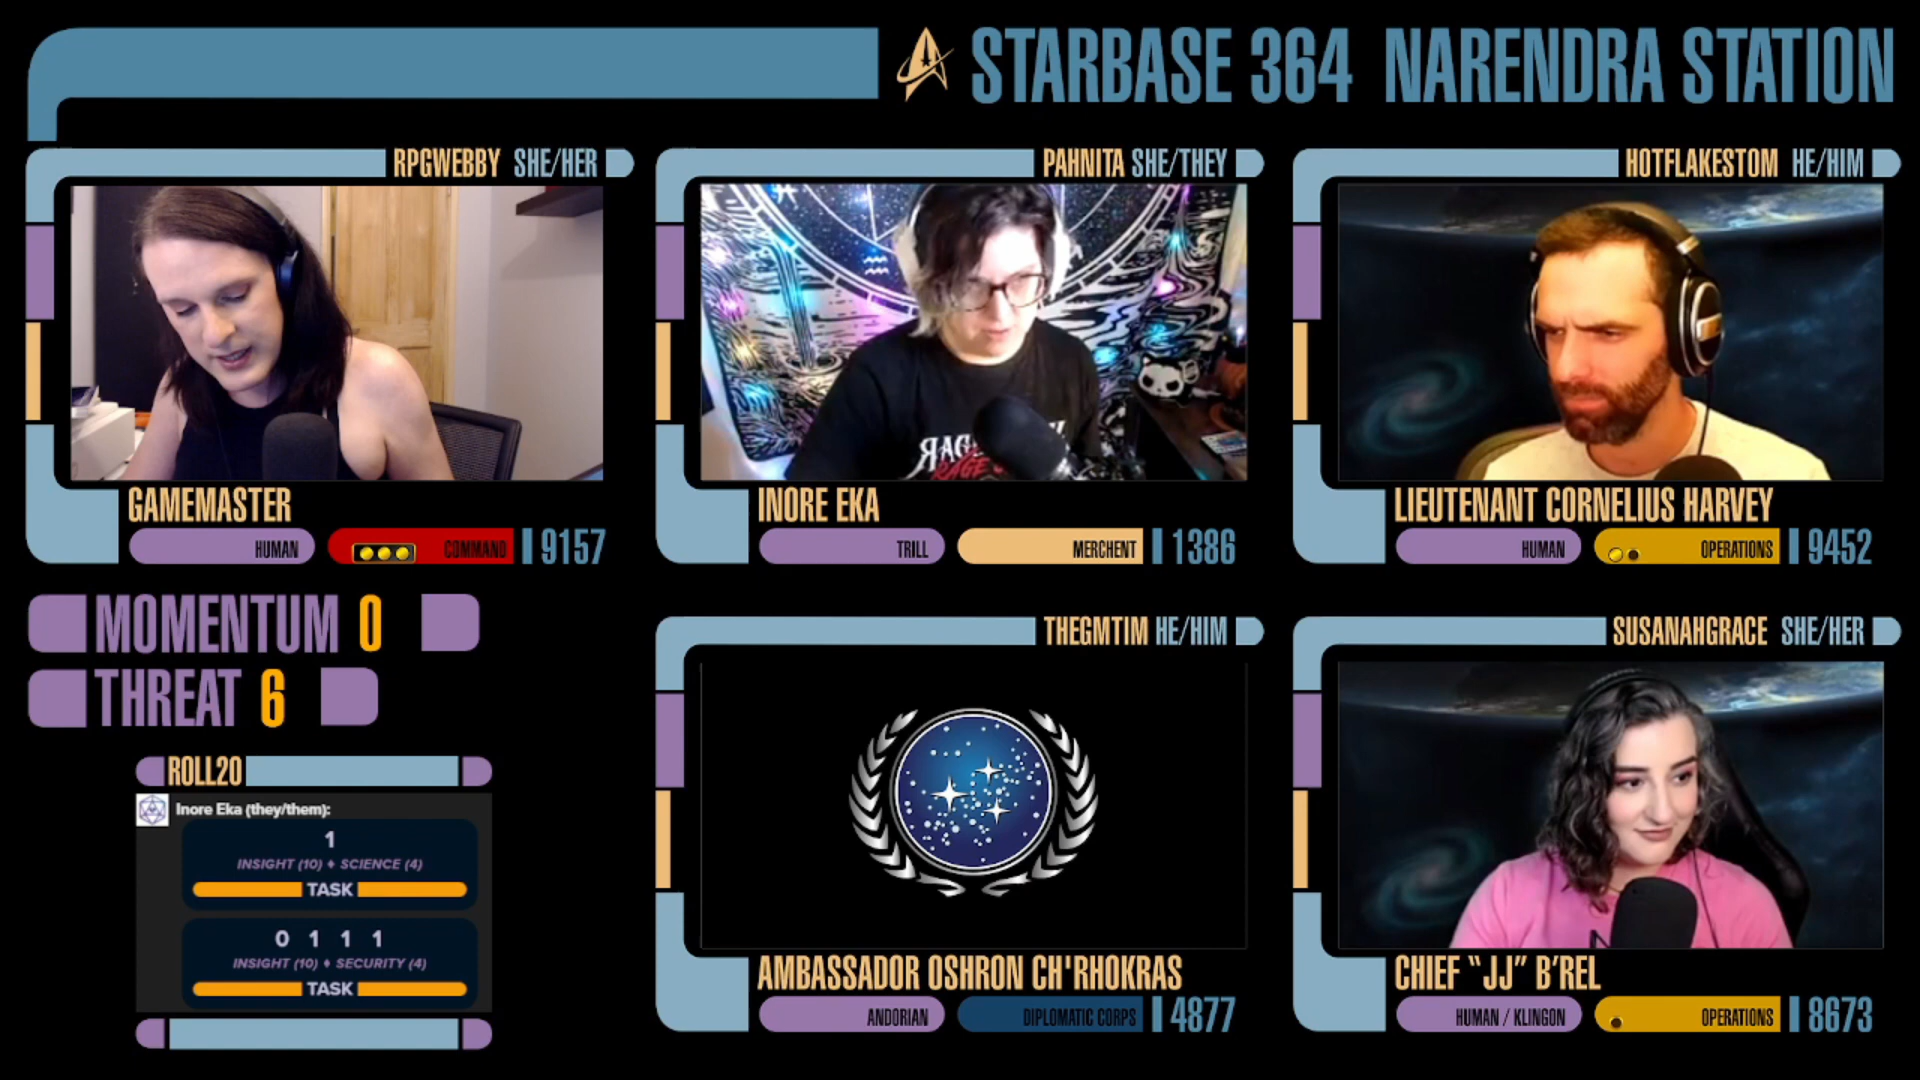 STARBASE 364 NARENDRA STATION
RPGWEBBY SHE/HER
GAMEMASTER
HUMAN COMMAND 9157
PAHNITA SHE/THEY
INORE EKA
TRILL MERCHENT 1386
HOTFLAKESTOM HE/HIM
LIEUTENANT CORNELIUS HARVEY
HUMAN OPERATIONS 9452
MOMENTUM 0
THREAT 6
ROLL20
Inore Eka (they/them):
1
INSIGHT (10) ♦ SCIENCE (4)
TASK
0 1 1 1
INSIGHT (10) ♦ SECURITY (4)
TASK
THEGMTIM HE/HIM
AMBASSADOR OSHRON CH'RHOKRAS
ANDORIAN DIPLOMATIC CORPS 4877
SUSANAHGRACE SHE/HER
CHIEF “JJ” B’REL
HUMAN / KLINGON OPERATIONS 8673